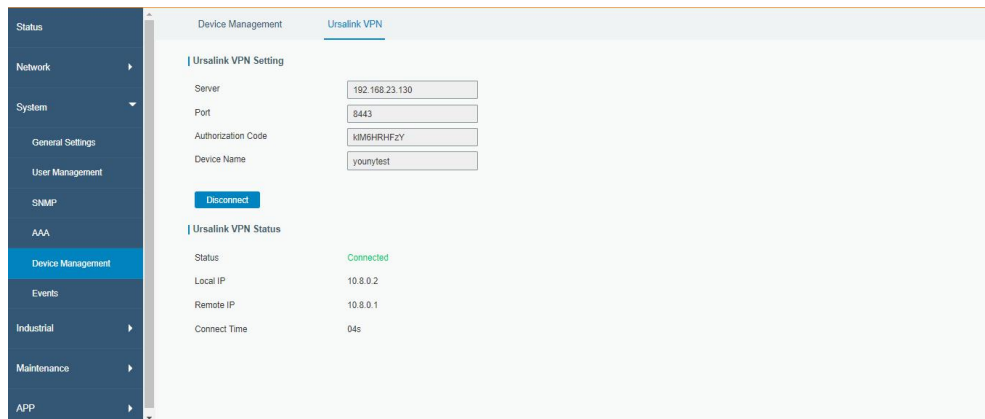 Status
Network
System
General Settings
User Management
SNMP
AAA
Device Management
Events
Industrial
Maintenance
APP
Device Management Ursalink VPN
Ursalink VPN Setting
Server 192.168.23.130
Port 8443
Authorization Code kIM6HRHFzY
Device Name younytest
Disconnect
Ursalink VPN Status
Status Connected
Local IP 10.8.0.2
Remote IP 10.8.0.1
Connect Time 04s